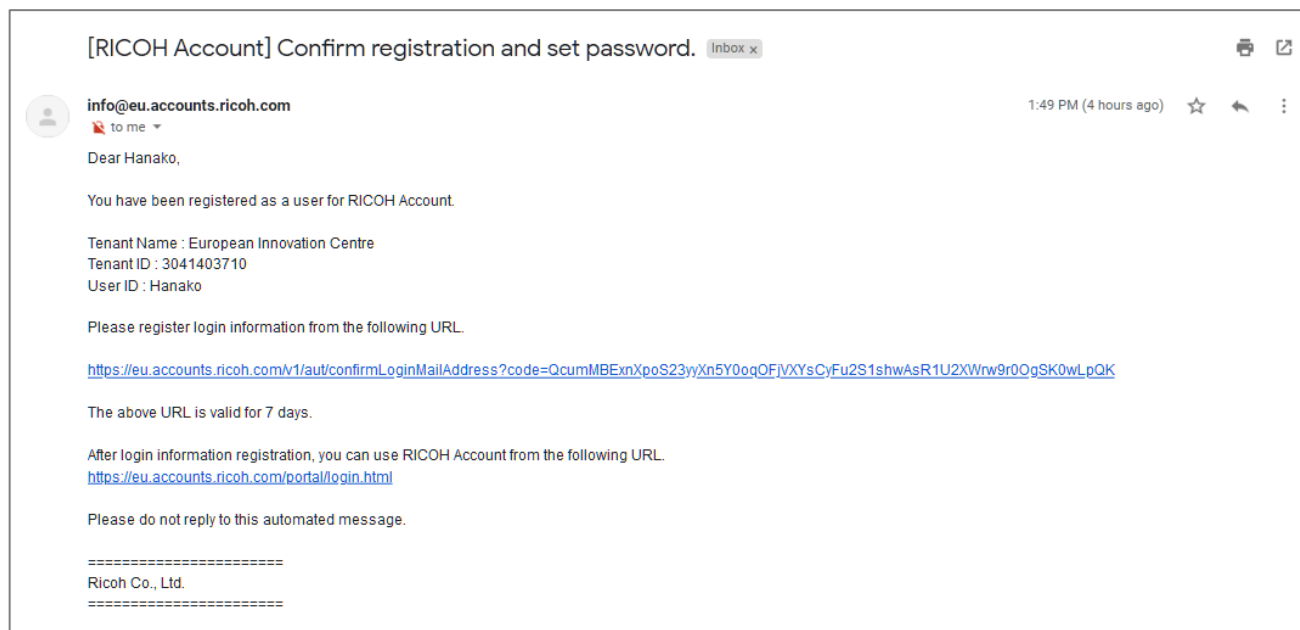 [RICOH Account] Confirm registration and set password. Inbox x
info@eu.accounts.ricoh.com 1:49 PM (4 hours ago)
to me
Dear Hanako,
You have been registered as a user for RICOH Account.
Tenant Name : European Innovation Centre
Tenant ID : 3041403710
User ID : Hanako
Please register login information from the following URL.
https://eu.accounts.ricoh.com/v1/aut/confirmLoginMailAddress?code=QcumMBExnXpoS23yyXn5Y0oqOFjVXYsCyFu2S1shwAsR1U2XWrw9r0OgSK0wLpQK
The above URL is valid for 7 days.
After login information registration, you can use RICOH Account from the following URL.
https://eu.accounts.ricoh.com/portal/login.html
Please do not reply to this automated message.
=======================
Ricoh Co., Ltd.
=======================